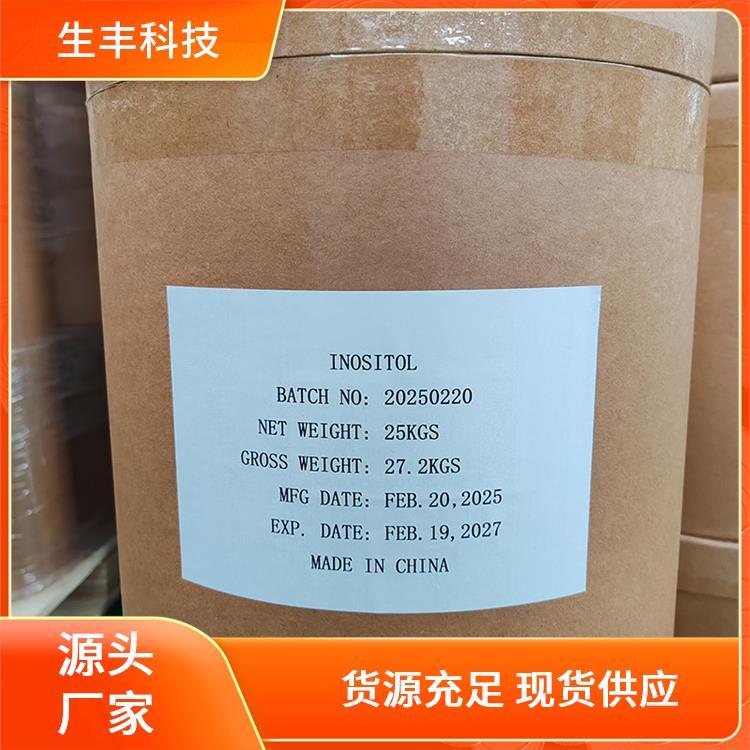 生丰科技
INOSITOL
BATCH NO: 20250220
NET WEIGHT: 25KGS
GROSS WEIGHT: 27.2KGS
MFG DATE: FEB.20,2025
EXP. DATE: FEB.19,2027
MADE IN CHINA
源头
厂家
货源充足 现货供应